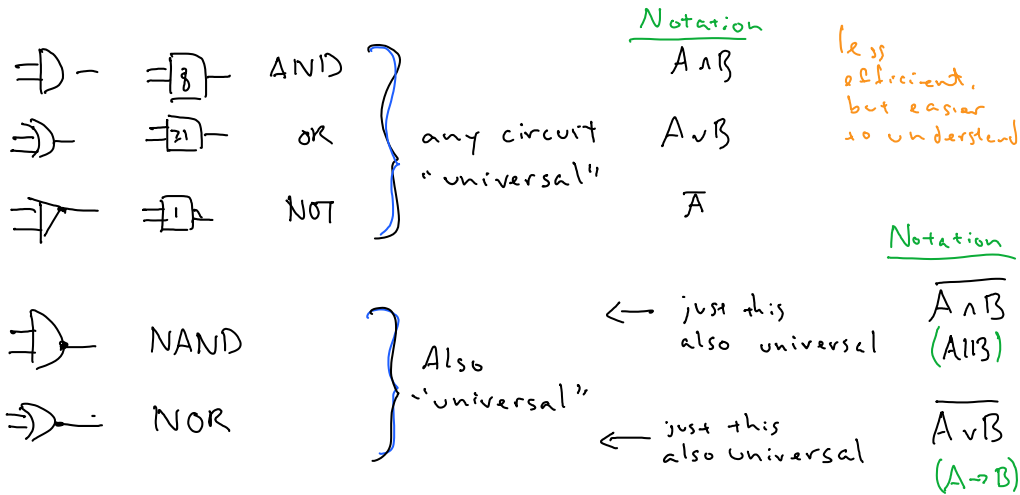 Notation
& AND A∧B
≥1 OR A∨B
1 NOT A̅
any circuit
"universal"
less
efficient,
but easier
to understand
Notation
NAND
just this
also universal
A̅∧̅B̅
(A||B)
NOR
Also
"universal"
just this
also universal
A̅∨̅B̅
(A→B)